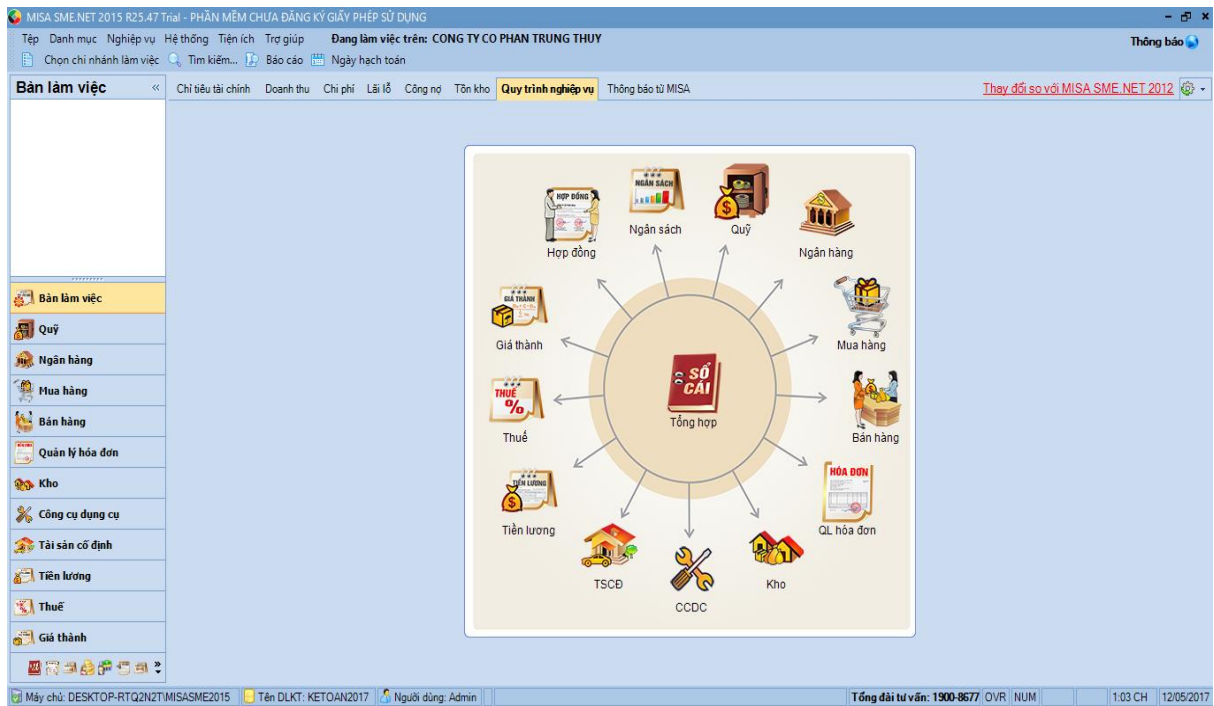 MISA SME.NET 2015 R25.47 Trial - PHẦN MỀM CHƯA ĐĂNG KÝ GIẤY PHÉP SỬ DỤNG
Tệp Danh mục Nghiệp vụ Hệ thống Tiện ích Trợ giúp Đang làm việc trên: CONG TY CO PHAN TRUNG THUY Thông báo
Chọn chi nhánh làm việc Tìm kiếm... Báo cáo Ngày hạch toán
Bàn làm việc « Chỉ tiêu tài chính Doanh thu Chi phí Lãi lỗ Công nợ Tồn kho Quy trình nghiệp vụ Thông báo từ MISA Thay đổi so với MISA SME.NET 2012
HỢP ĐỒNG
Hợp đồng
NGÂN SÁCH
Ngân sách
Quỹ
Ngân hàng
GIÁ THÀNH
Giá thành
Mua hàng
THUẾ
%
Thuế
SỔ
CÁI
Tổng hợp
Bán hàng
TIỀN LƯƠNG
Tiền lương
HÓA ĐƠN
QL hóa đơn
TSCĐ
CCDC
Kho
Bàn làm việc
Quỹ
Ngân hàng
Mua hàng
Bán hàng
Quản lý hóa đơn
Kho
Công cụ dụng cụ
Tài sản cố định
Tiền lương
Thuế
Giá thành
Máy chủ: DESKTOP-RTQ2N2T\MISASME2015 Tên DLKT: KETOAN2017 Người dùng: Admin Tổng đài tư vấn: 1900-8677 OVR NUM 1:03 CH 12/05/2017